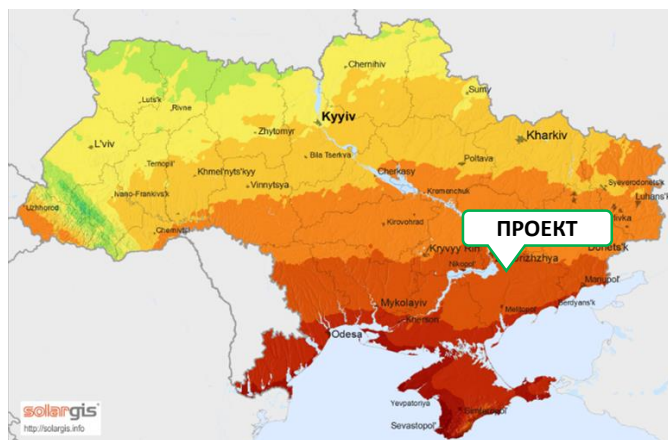 Chernihiv
Luts'k
Rivne
Sumy
Kyyiv
Zhytomyr
Kharkiv
L'viv
Bila Tserkva
Poltava
Ternopil'
Khmel'nyts'kyy
Cherkasy
Vinnytsya
Kremenchuk
Syeverodonets'k
Ivano-Frankivs'k
Luhans'k
Uzhhorod
Chernivtsi
Kirovohrad
ПРОЕКТ
Kryvyy Rih
Donets'k
Nikopol'
Mariupol'
Mykolayiv
Melitopol'
Berdyans'k
Kherson
Odesa
solargis
http://solargis.info
Yevpatoriya
Simferopol'
Sevastopol'